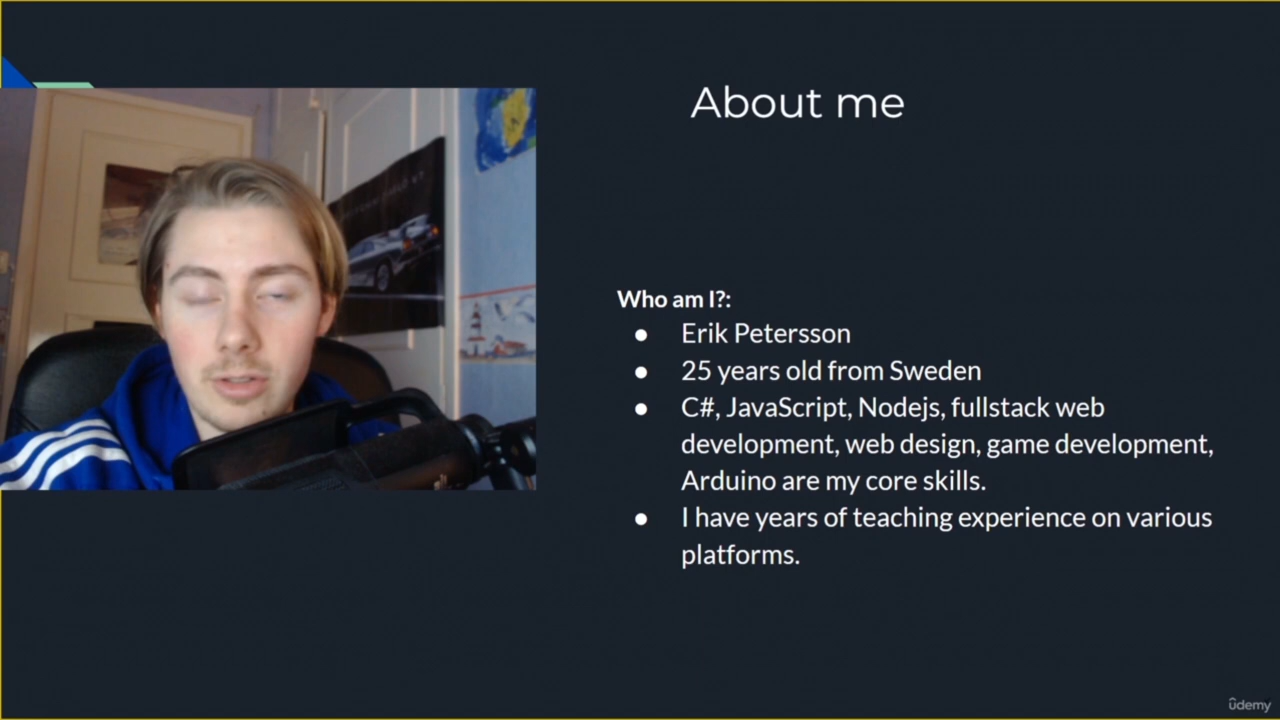 About me
Who am I?:
● Erik Petersson
● 25 years old from Sweden
● C#, JavaScript, Nodejs, fullstack web
development, web design, game development,
Arduino are my core skills.
● I have years of teaching experience on various
platforms.
ûdemy